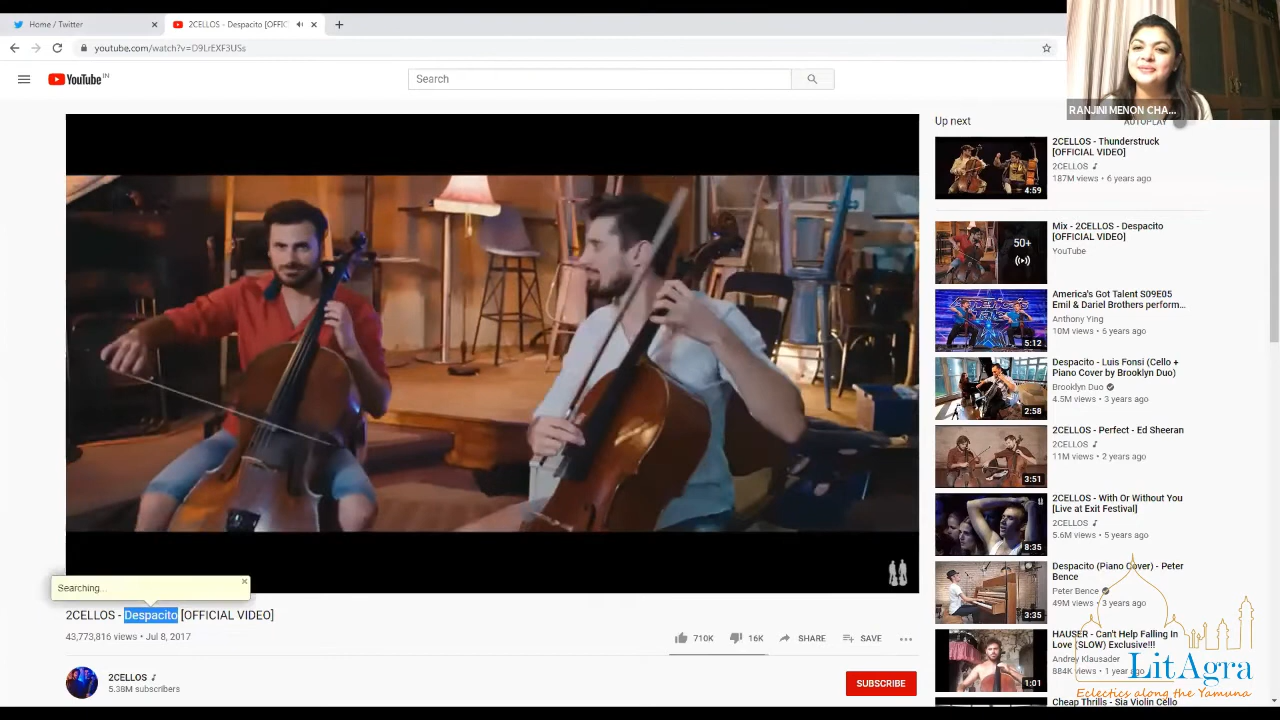 Home / Twitter
2CELLOS - Despacito [OFFIC
youtube.com/watch?v=D9LrEXF3USs
YouTube IN
Search
RANJINI MENON CHA...
Up next
AUTOPLAY
2CELLOS - Thunderstruck
[OFFICIAL VIDEO]
2CELLOS
187M views • 6 years ago
4:59
Mix - 2CELLOS - Despacito
[OFFICIAL VIDEO]
YouTube
50+
America's Got Talent S09E05
Emil & Dariel Brothers perform...
Anthony Ying
10M views • 6 years ago
5:12
Despacito - Luis Fonsi (Cello +
Piano Cover by Brooklyn Duo)
Brooklyn Duo
4.5M views • 3 years ago
2:58
2CELLOS - Perfect - Ed Sheeran
2CELLOS
11M views • 2 years ago
3:51
2CELLOS - With Or Without You
[Live at Exit Festival]
2CELLOS
5.6M views • 5 years ago
8:35
Despacito (Piano Cover) - Peter
Bence
Peter Bence
49M views • 3 years ago
3:35
HAUSER - Can't Help Falling In
Love (SLOW) Exclusive!!!
Andrey Klausader
884K views • 1 year ago
1:01
Cheap Thrills - Sia Violin Cello
Searching...
2CELLOS - Despacito [OFFICIAL VIDEO]
43,773,816 views • Jul 8, 2017
710K
16K
SHARE
SAVE
2CELLOS
5.38M subscribers
SUBSCRIBE
LitAgra
Eclectics along the Yamuna